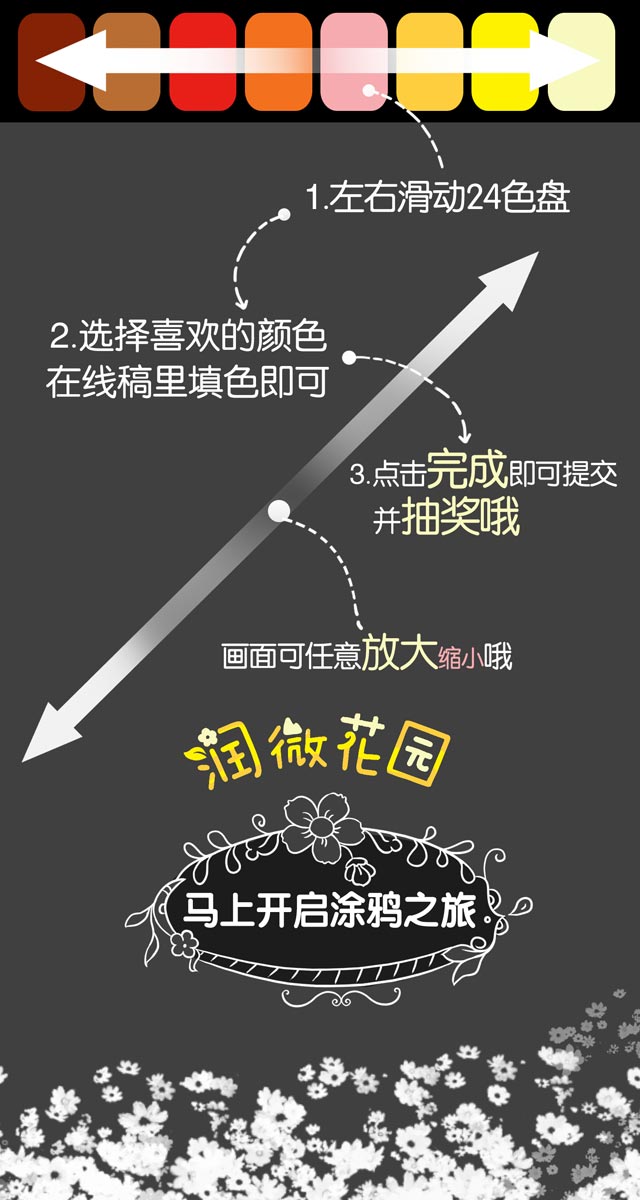 1.左右滑动24色盘
2.选择喜欢的颜色
在线稿里填色即可
3.点击完成即可提交
并抽奖哦
画面可任意放大缩小哦
润微花园
马上开启涂鸦之旅